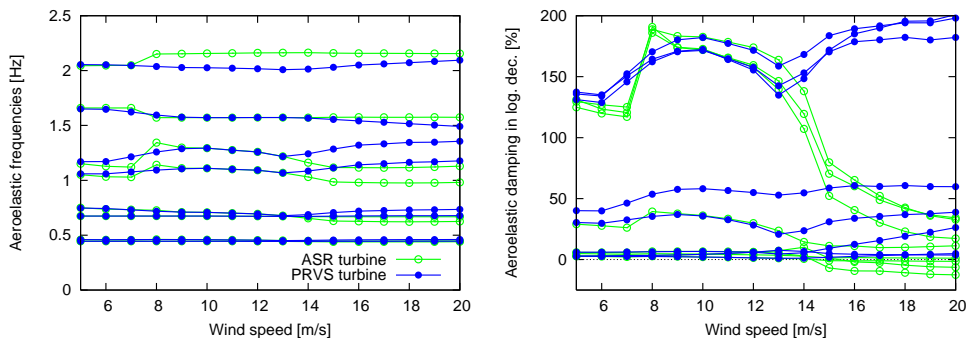 Aeroelastic frequencies [Hz]
2.5
2
1.5
1
0.5
0
6 8 10 12 14 16 18 20
Wind speed [m/s]
ASR turbine
PRVS turbine
Aeroelastic damping in log. dec. [%]
200
150
100
50
0
6 8 10 12 14 16 18 20
Wind speed [m/s]